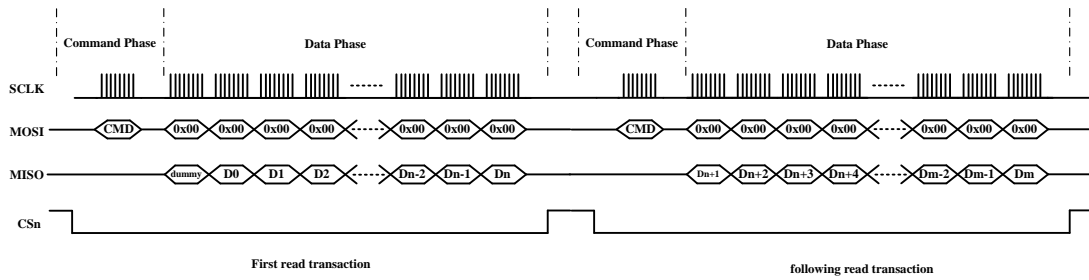 Command Phase Data Phase Command Phase Data Phase
SCLK
MOSI CMD 0x00 0x00 0x00 0x00 0x00 0x00 0x00 CMD 0x00 0x00 0x00 0x00 0x00 0x00 0x00
MISO dummy D0 D1 D2 Dn-2 Dn-1 Dn Dn+1 Dn+2 Dn+3 Dn+4 Dm-2 Dm-1 Dm
CSn
First read transaction following read transaction